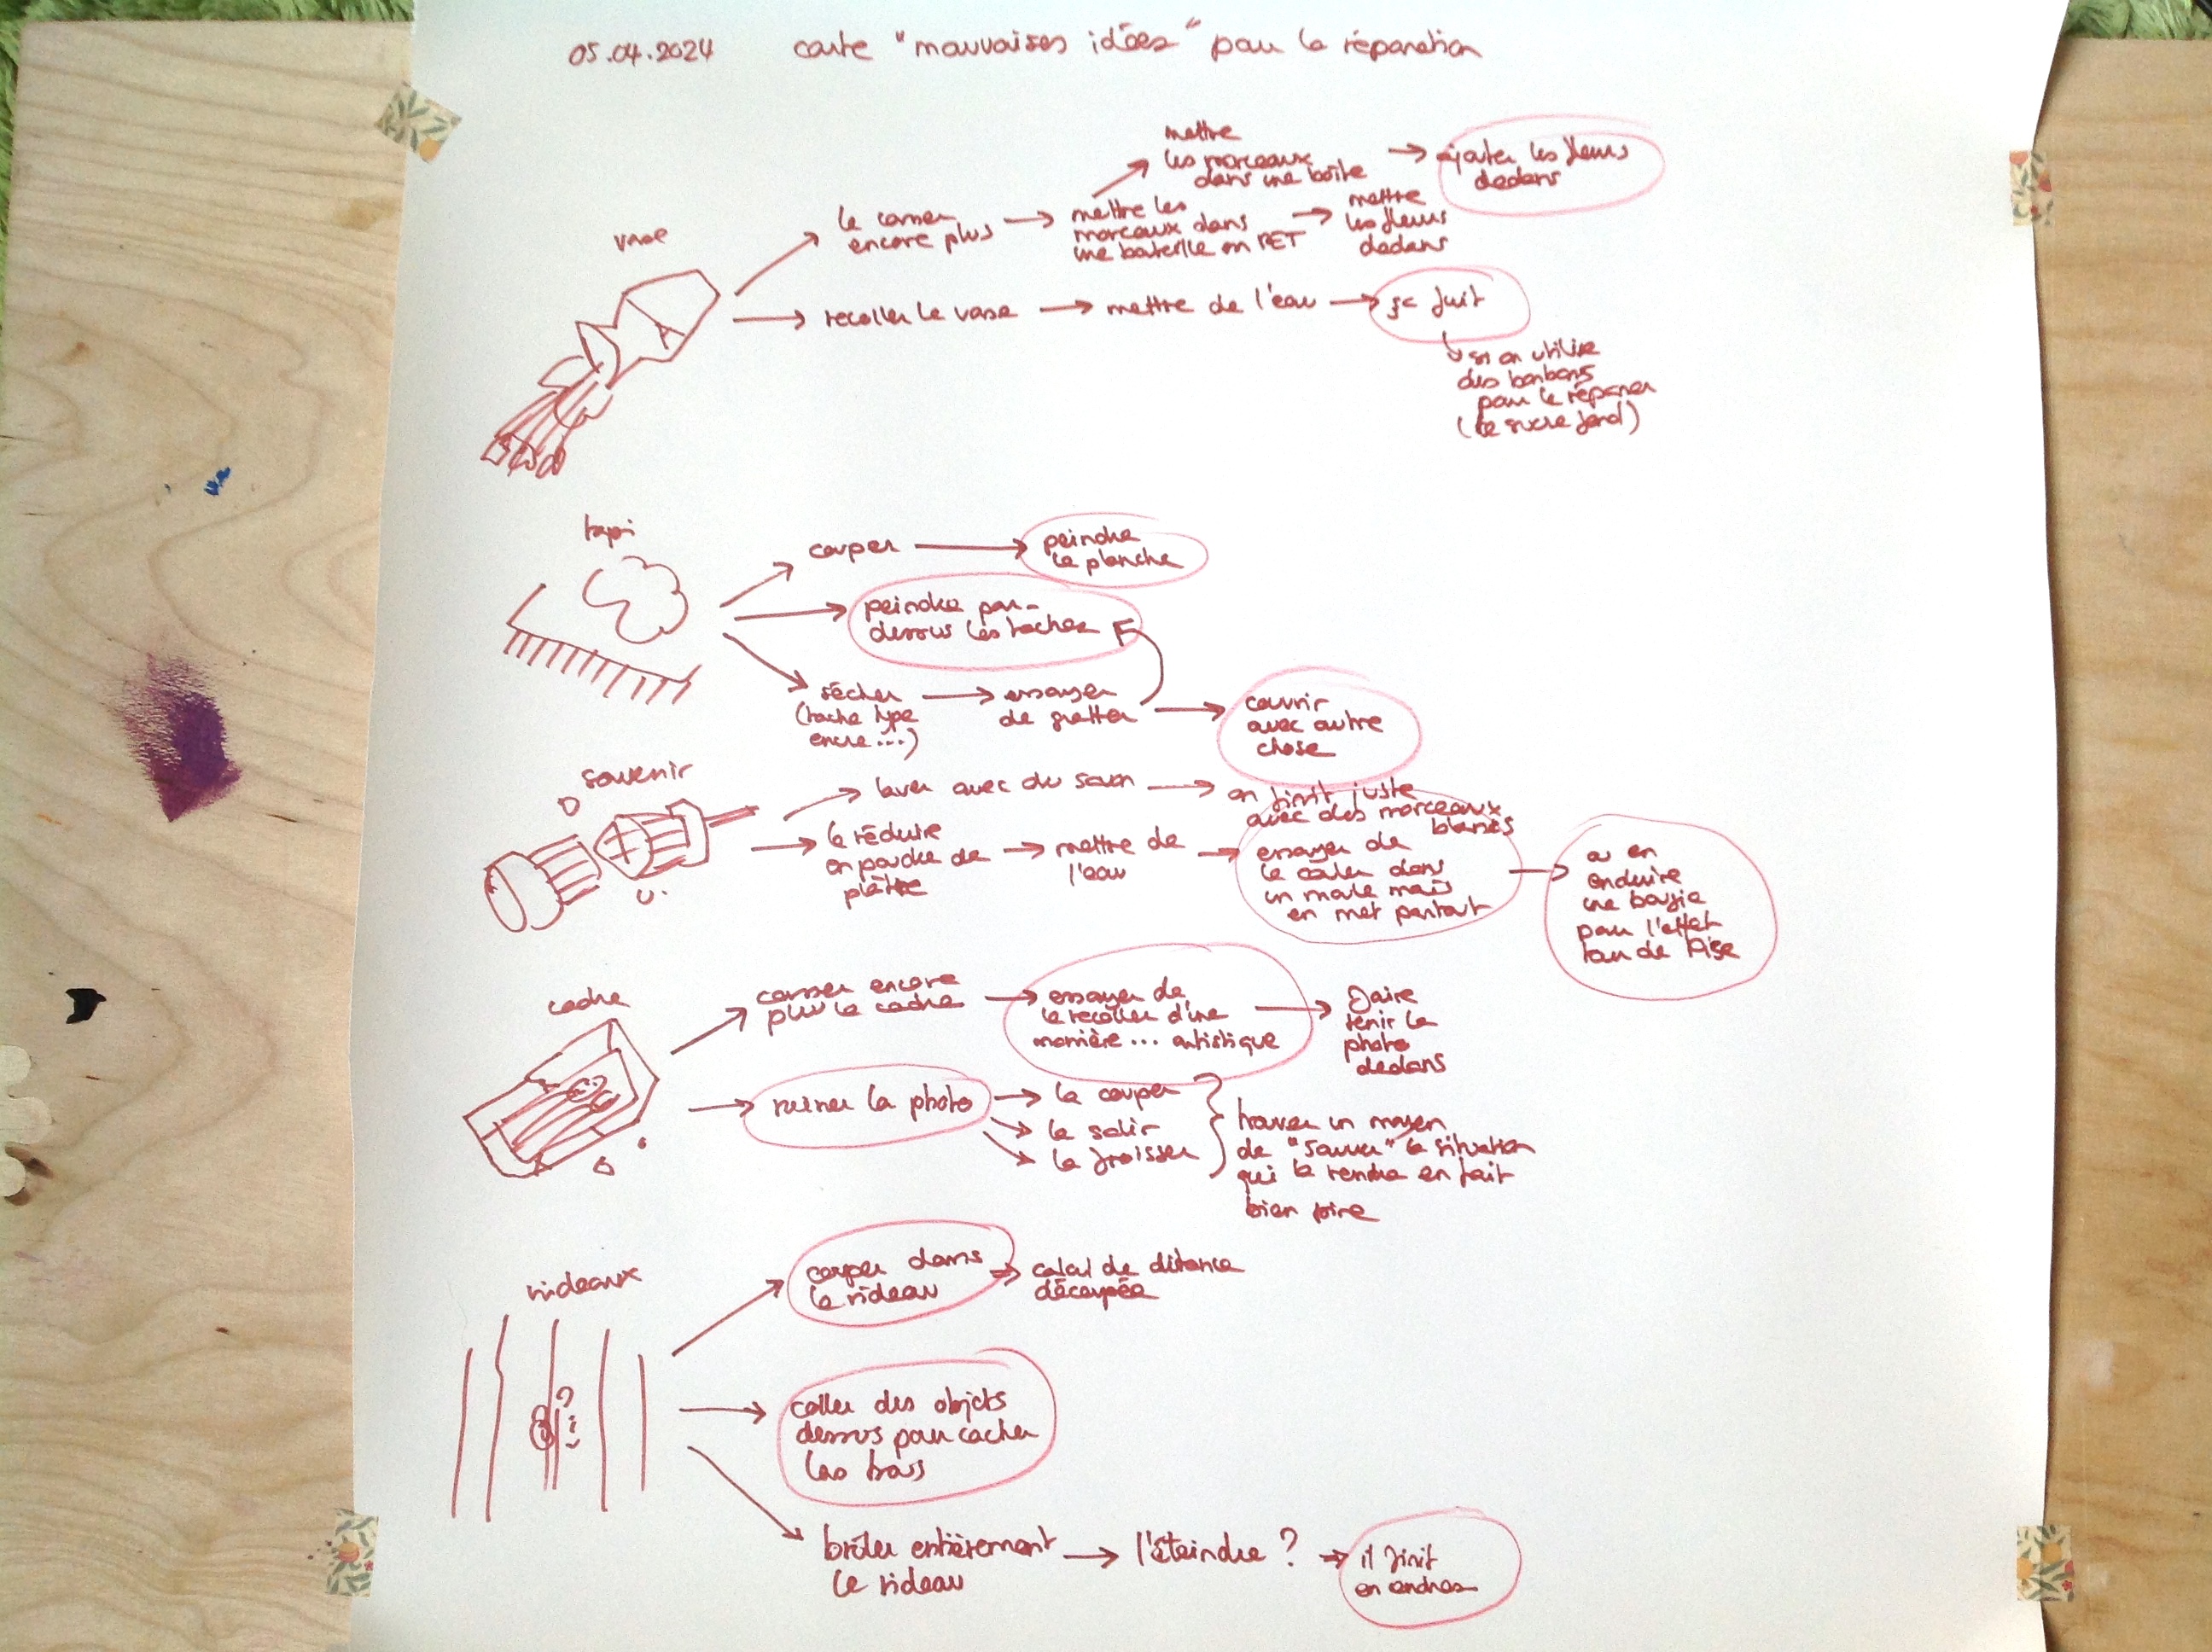 05.04.2024 carte "mauvaises idées" pour la réparation
vase
le casser
encore plus
mettre
les morceaux
dans une boîte
ajouter les fleurs
dedans
mettre les
morceaux dans
une bouteille en PET
mettre
les fleurs
dedans
recoller le vase
mettre de l'eau
ça fuit
si on utilise
des bonbons
pour le réparer
(le sucre fond)
tapi
couper
peindre
la planche
peindre par-
dessus les taches
sécher
(tache type
encre...)
essayer
de gratter
couvrir
avec autre
chose
souvenir
laver avec du savon
on finit juste
avec des morceaux
blancs
le réduire
en poudre de
plâtre
mettre de
l'eau
essayer de
le couler dans
un moule mais
en met partout
ou en
enduire
une bougie
pour l'effet
tour de Pise
cadre
casser encore
plus le cadre
essayer de
le recoller d'une
manière... artistique
faire
tenir la
photo
dedans
ruiner la photo
la couper
la salir
la froisser
trouver un moyen
de "sauver" la situation
qui la rendra en fait
bien pire
rideaux
couper dans
le rideau
calcul de distance
découpée
coller des objets
dessus pour cacher
les trous
brûler entièrement
le rideau
l'éteindre ?
il finit
en cendres